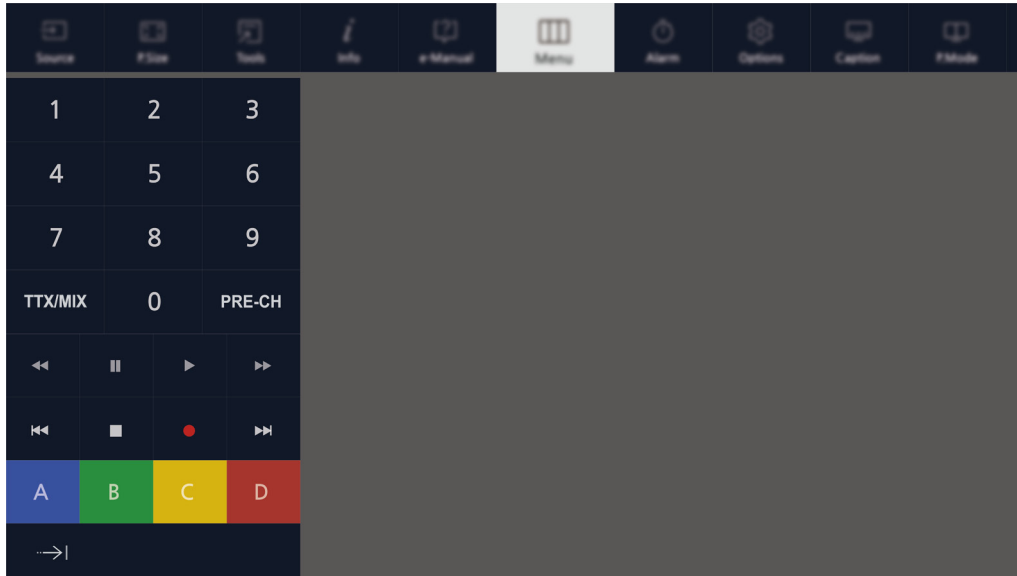 Source P.Size Tools Info e-Manual Menu Alarm Options Caption P.Mode
1 2 3
4 5 6
7 8 9
TTX/MIX 0 PRE-CH
A B C D